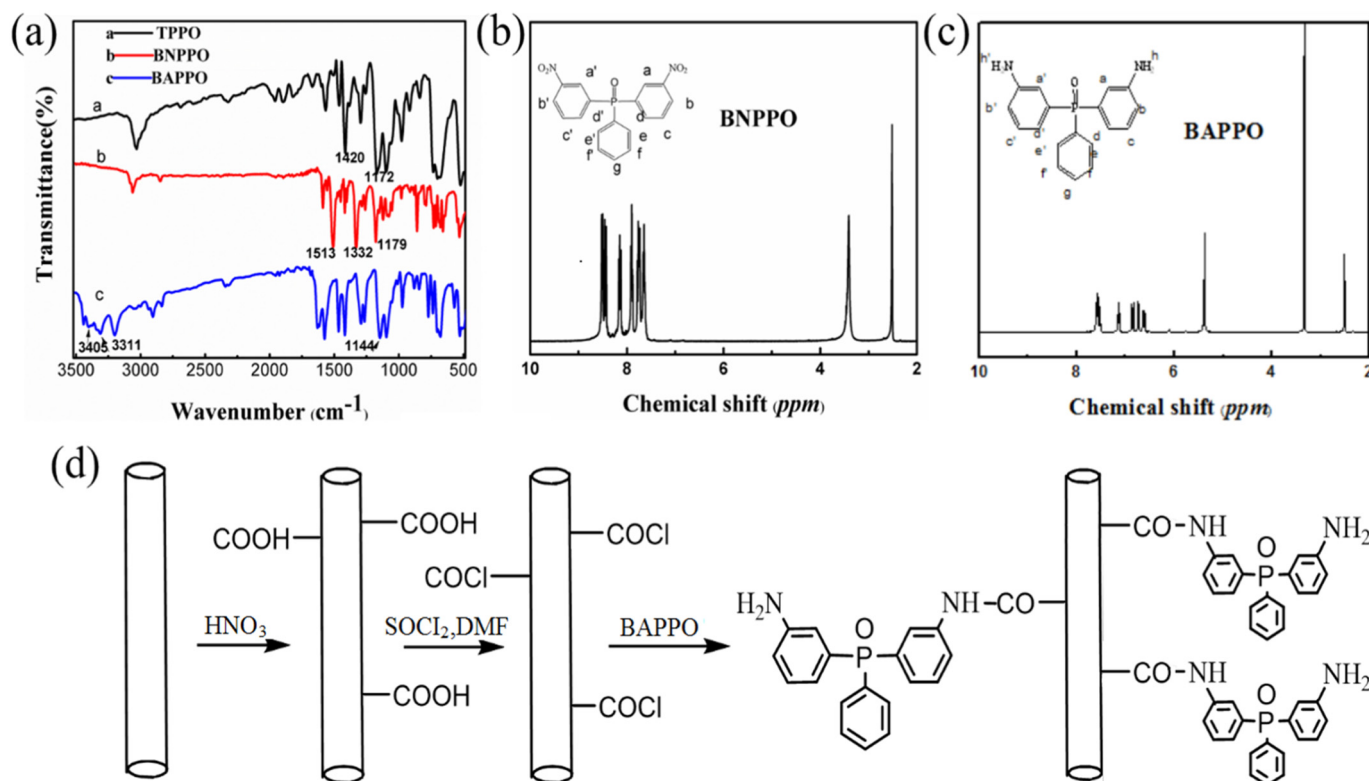 (a)
a TPPO
b BNPPO
c BAPPO
a
b
c
1420
1172
1513
1332
1179
3405
3311
1144
Transmittance(%)
3500 3000 2500 2000 1500 1000 500
Wavenumber (cm-1)
(b)
O2N
NO2
a'
O
a
b'
P
b
c'
d'
d
c
e'
e
f'
f
g
BNPPO
10 8 6 4 2
Chemical shift (ppm)
(c)
h'
H2N
NH2
h
a'
O
a
b'
P
b
c'
d'
d
c
e'
e
f'
f
g
BAPPO
10 8 6 4 2
Chemical shift (ppm)
(d)
HNO3
COOH
COOH
COOH
SOCl2,DMF
COCl
COCl
COCl
BAPPO
H2N
O
P
NH
CO
CO
NH
O
P
NH2
CO
NH
O
P
NH2